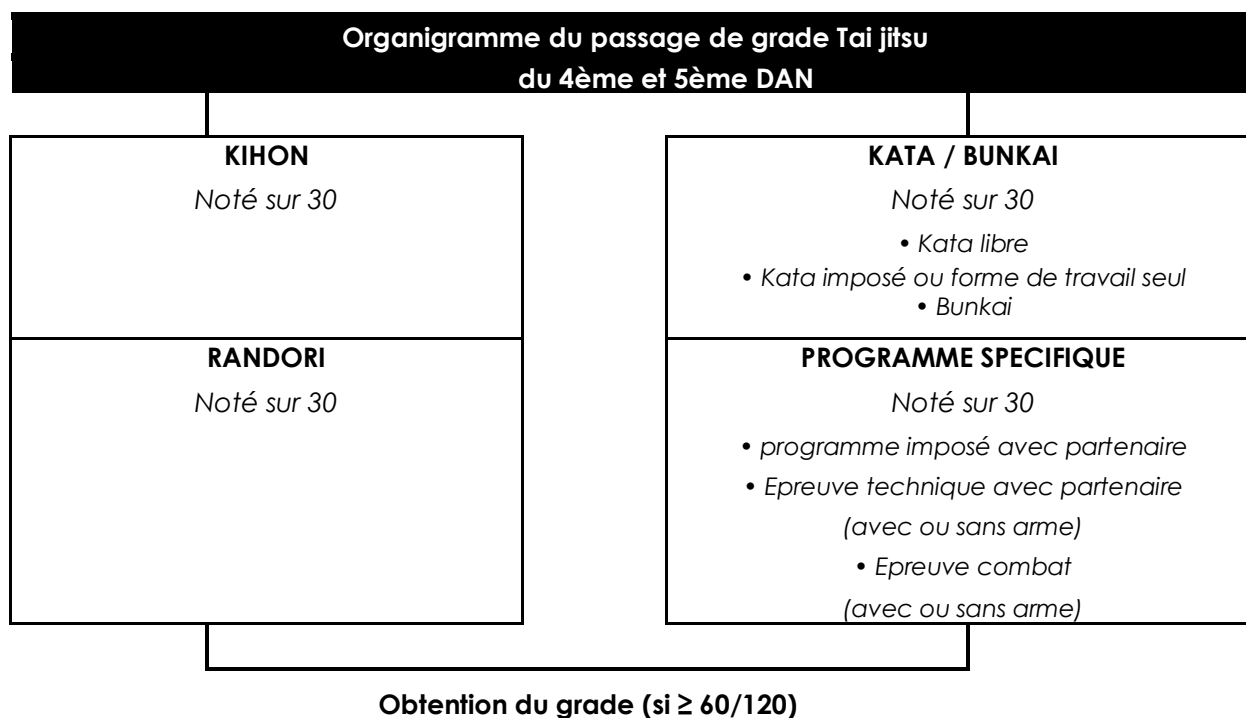 Organigramme du passage de grade Tai jitsu
du 4ème et 5ème DAN
KIHON
Noté sur 30
KATA / BUNKAI
Noté sur 30
• Kata libre
• Kata imposé ou forme de travail seul
• Bunkai
RANDORI
Noté sur 30
PROGRAMME SPECIFIQUE
Noté sur 30
• programme imposé avec partenaire
• Epreuve technique avec partenaire
(avec ou sans arme)
• Epreuve combat
(avec ou sans arme)
Obtention du grade (si ≥ 60/120)